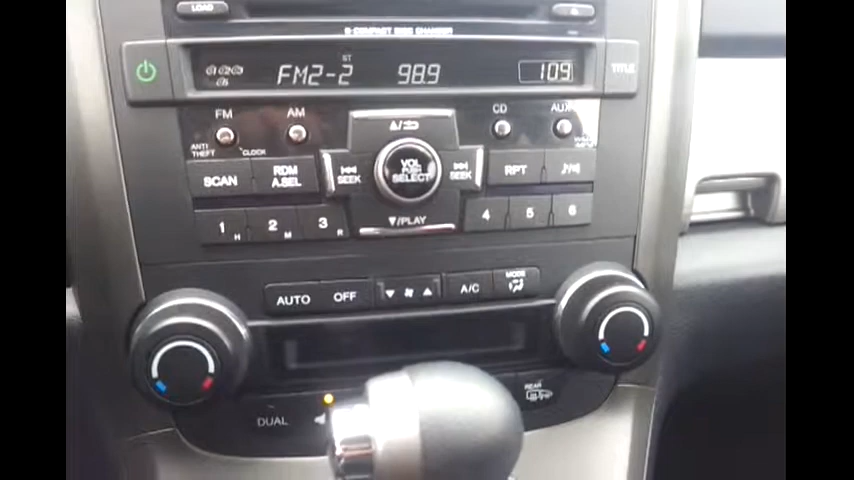 LOAD
6-COMPACT DISC CHANGER
ST
FM2-2 98.9 109
TITLE
FM AM CD AUX
ANTI THEFT CLOCK
SCAN RDM A.SEL SEEK VOL PUSH SELECT SEEK RPT
1 2 3 4 5 6
H M R
PLAY
AUTO OFF A/C MODE
DUAL REAR